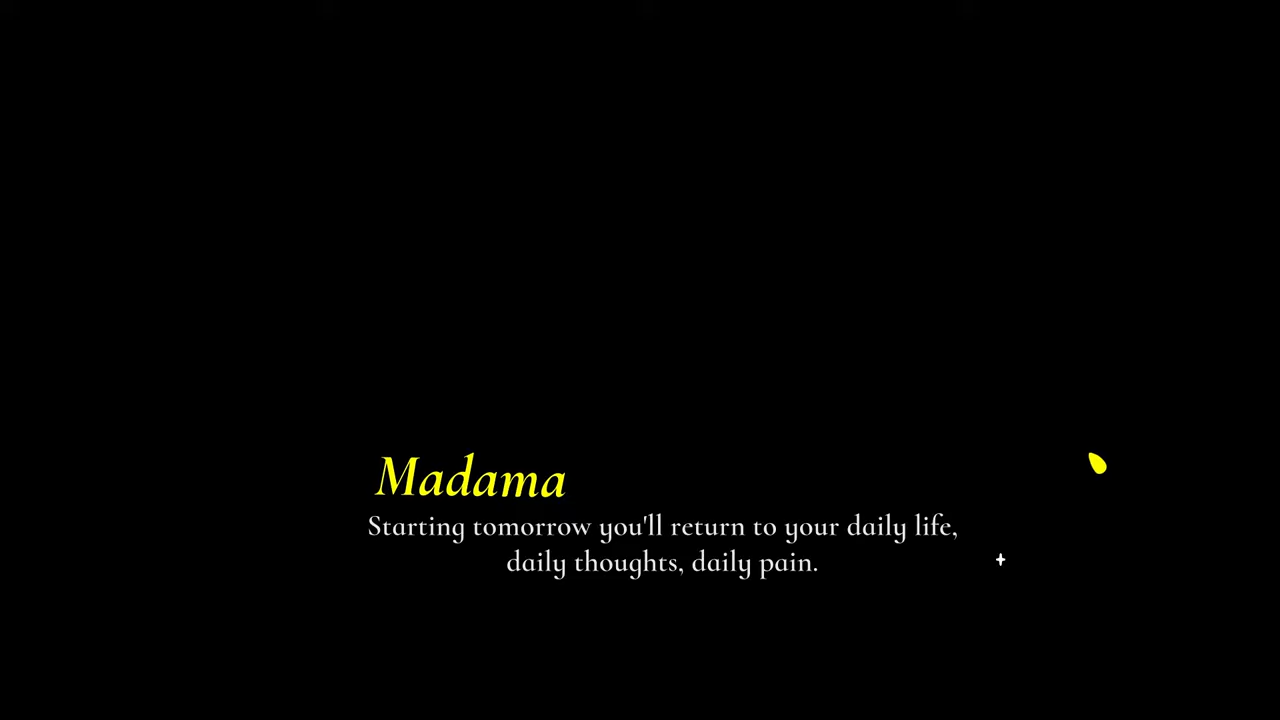 Madama
Starting tomorrow you'll return to your daily life,
daily thoughts, daily pain.